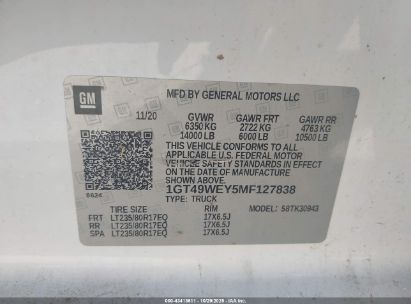 GM
MFD BY GENERAL MOTORS LLC
11/20 GVWR GAWR FRT GAWR RR
6350 KG 2722 KG 4763 KG
14000 LB 6000 LB 10500 LB
THIS VEHICLE CONFORMS TO ALL APPLICABLE
U.S. FEDERAL MOTOR
VEHICLE SAFETY STANDARDS IN EFFECT ON THE DATE OF
MANUFACTURE SHOWN ABOVE.
1GT49WEY5MF127838
6624 TYPE: TRUCK 58TK30943
TIRE SIZE RIM
FRT LT235/80R17EQ 17X6.5J
RR LT235/80R17EQ 17X6.5J
SPA LT235/80R17EQ 17X6.5J